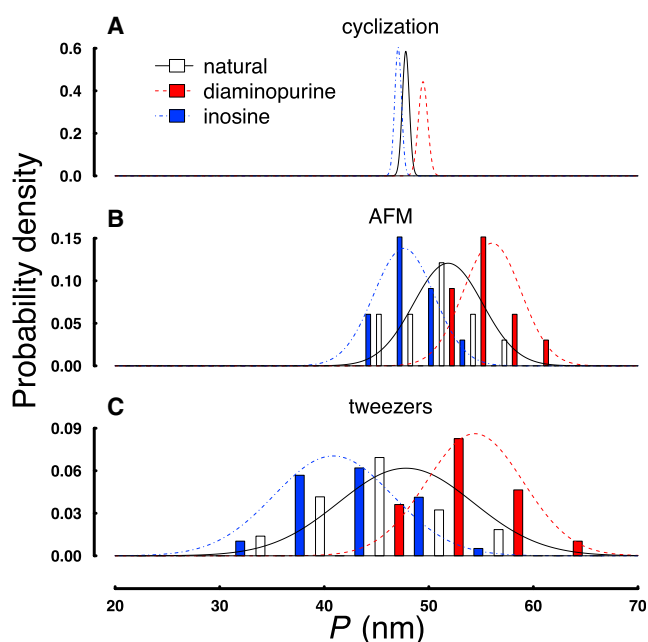 A
cyclization
0.6
0.4
0.2
0.0
natural
diaminopurine
inosine
B
AFM
0.15
0.10
0.05
0.00
C
tweezers
0.09
0.06
0.03
0.00
Probability density
20 30 40 50 60 70
P (nm)